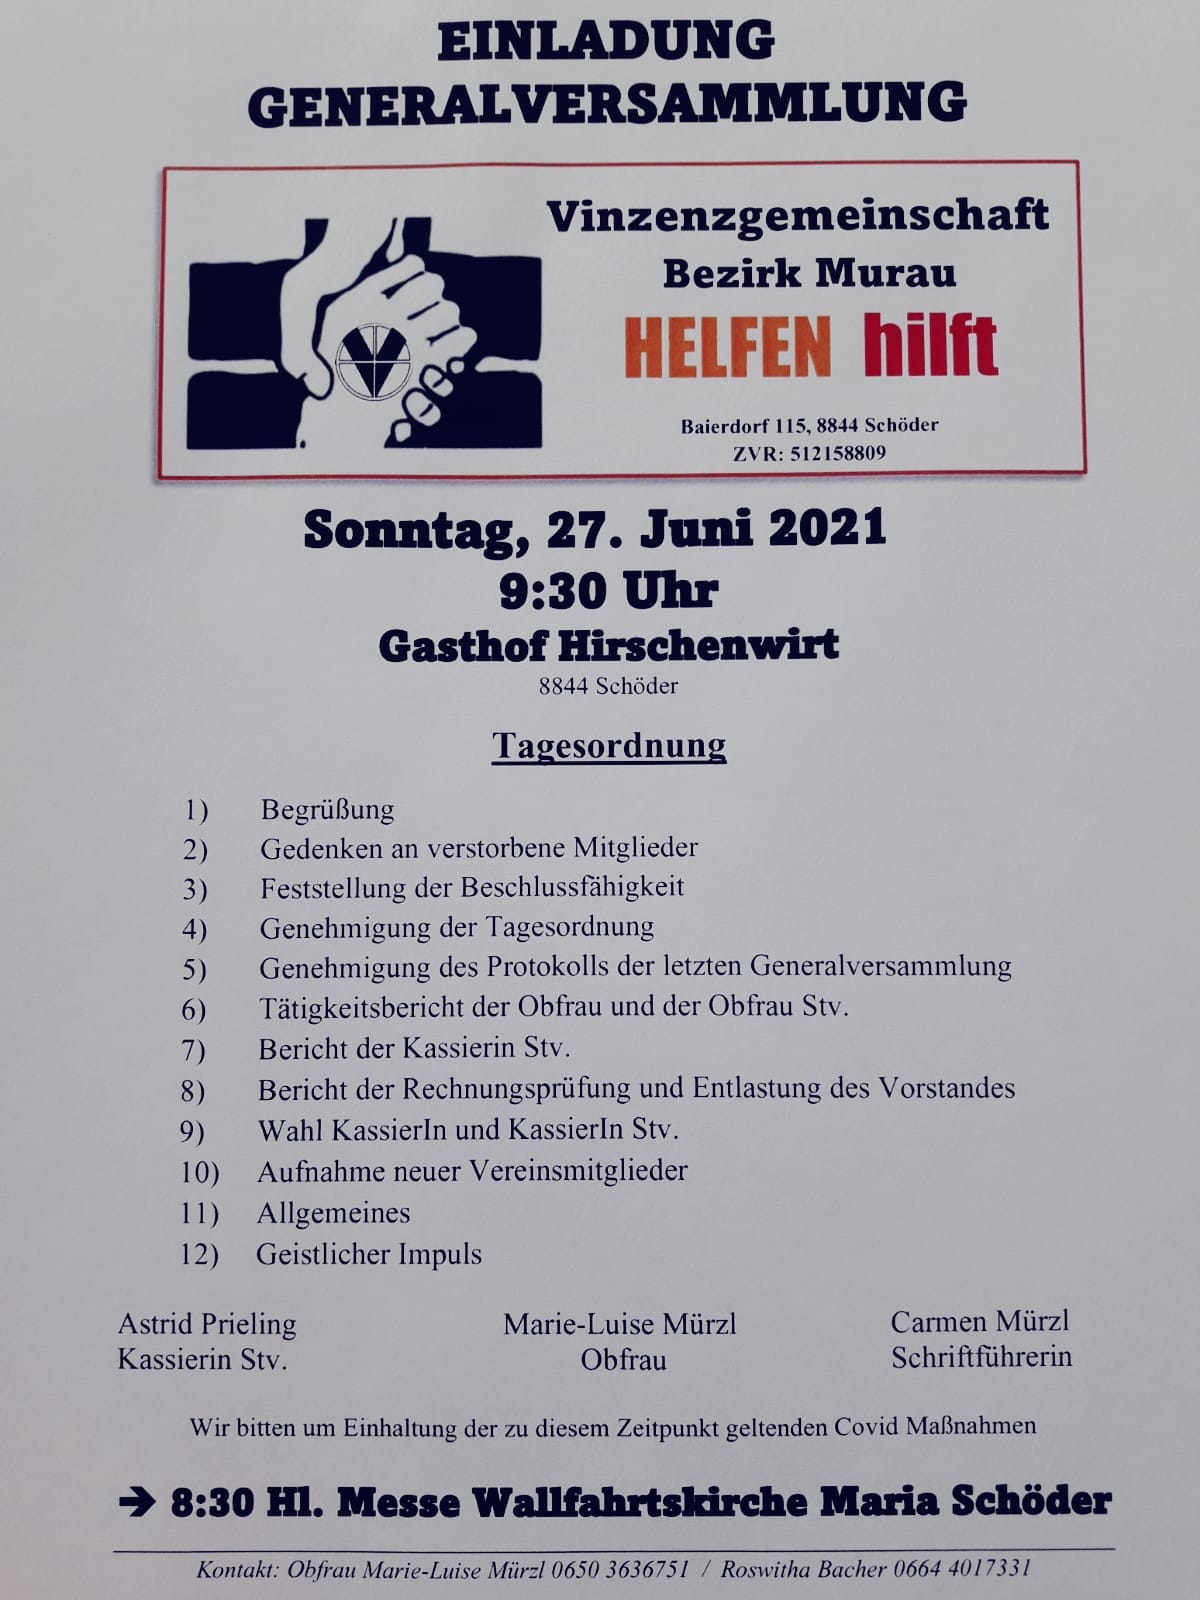 EINLADUNG
GENERALVERSAMMLUNG
Vinzenzgemeinschaft
Bezirk Murau
HELFEN hilft
Baierdorf 115, 8844 Schöder
ZVR: 512158809
Sonntag, 27. Juni 2021
9:30 Uhr
Gasthof Hirschenwirt
8844 Schöder
Tagesordnung
1) Begrüßung
2) Gedenken an verstorbene Mitglieder
3) Feststellung der Beschlussfähigkeit
4) Genehmigung der Tagesordnung
5) Genehmigung des Protokolls der letzten Generalversammlung
6) Tätigkeitsbericht der Obfrau und der Obfrau Stv.
7) Bericht der Kassierin Stv.
8) Bericht der Rechnungsprüfung und Entlastung des Vorstandes
9) Wahl KassierIn und KassierIn Stv.
10) Aufnahme neuer Vereinsmitglieder
11) Allgemeines
12) Geistlicher Impuls
Astrid Prieling Marie-Luise Mürzl Carmen Mürzl
Kassierin Stv. Obfrau Schriftführerin
Wir bitten um Einhaltung der zu diesem Zeitpunkt geltenden Covid Maßnahmen
➔ 8:30 Hl. Messe Wallfahrtskirche Maria Schöder
Kontakt: Obfrau Marie-Luise Mürzl 0650 3636751 / Roswitha Bacher 0664 4017331